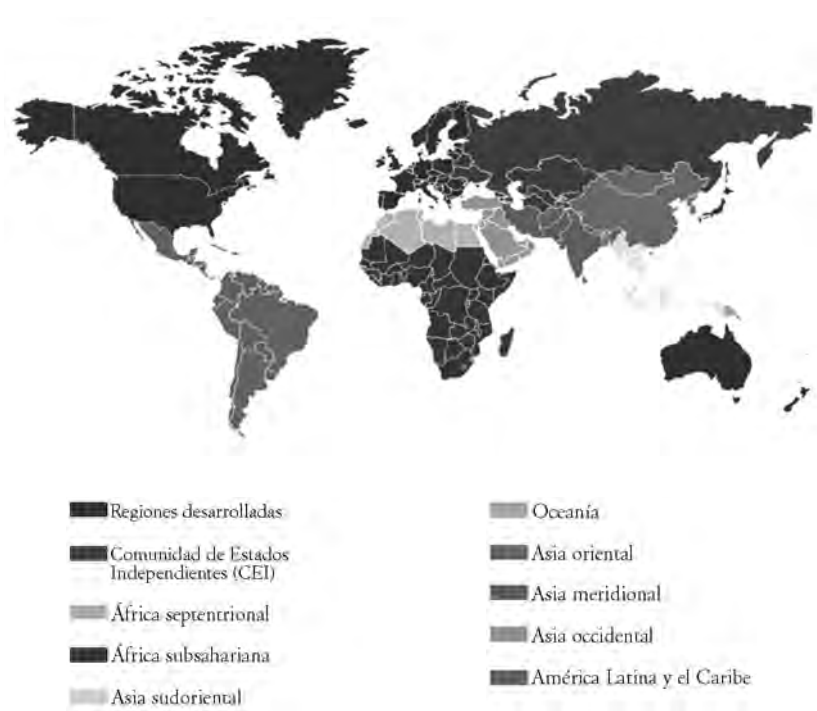 Regiones desarrolladas
Comunidad de Estados
Independientes (CEI)
África septentrional
África subsahariana
Asia sudoriental
Oceanía
Asia oriental
Asia meridional
Asia occidental
América Latina y el Caribe